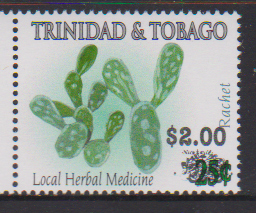 TRINIDAD & TOBAGO
Rachet
$2.00
25¢
Local Herbal Medicine